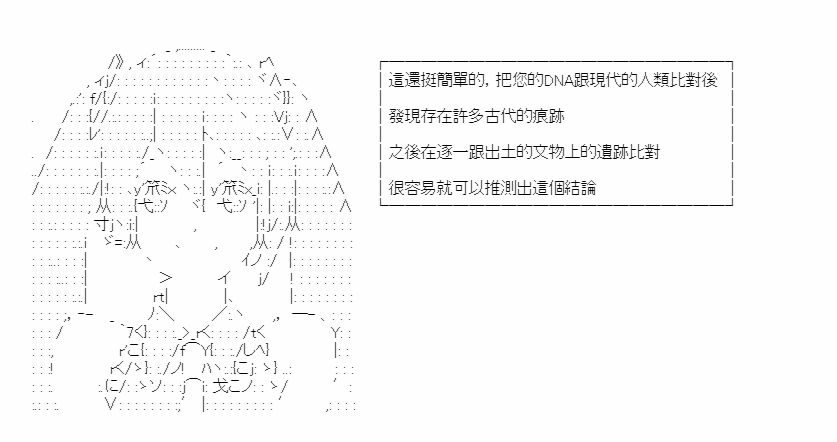 這還挺簡單的，把您的DNA跟現代的人類比對後
發現存在許多古代的痕跡
之後在逐一跟出土的文物上的遺跡比對
很容易就可以推測出這個結論